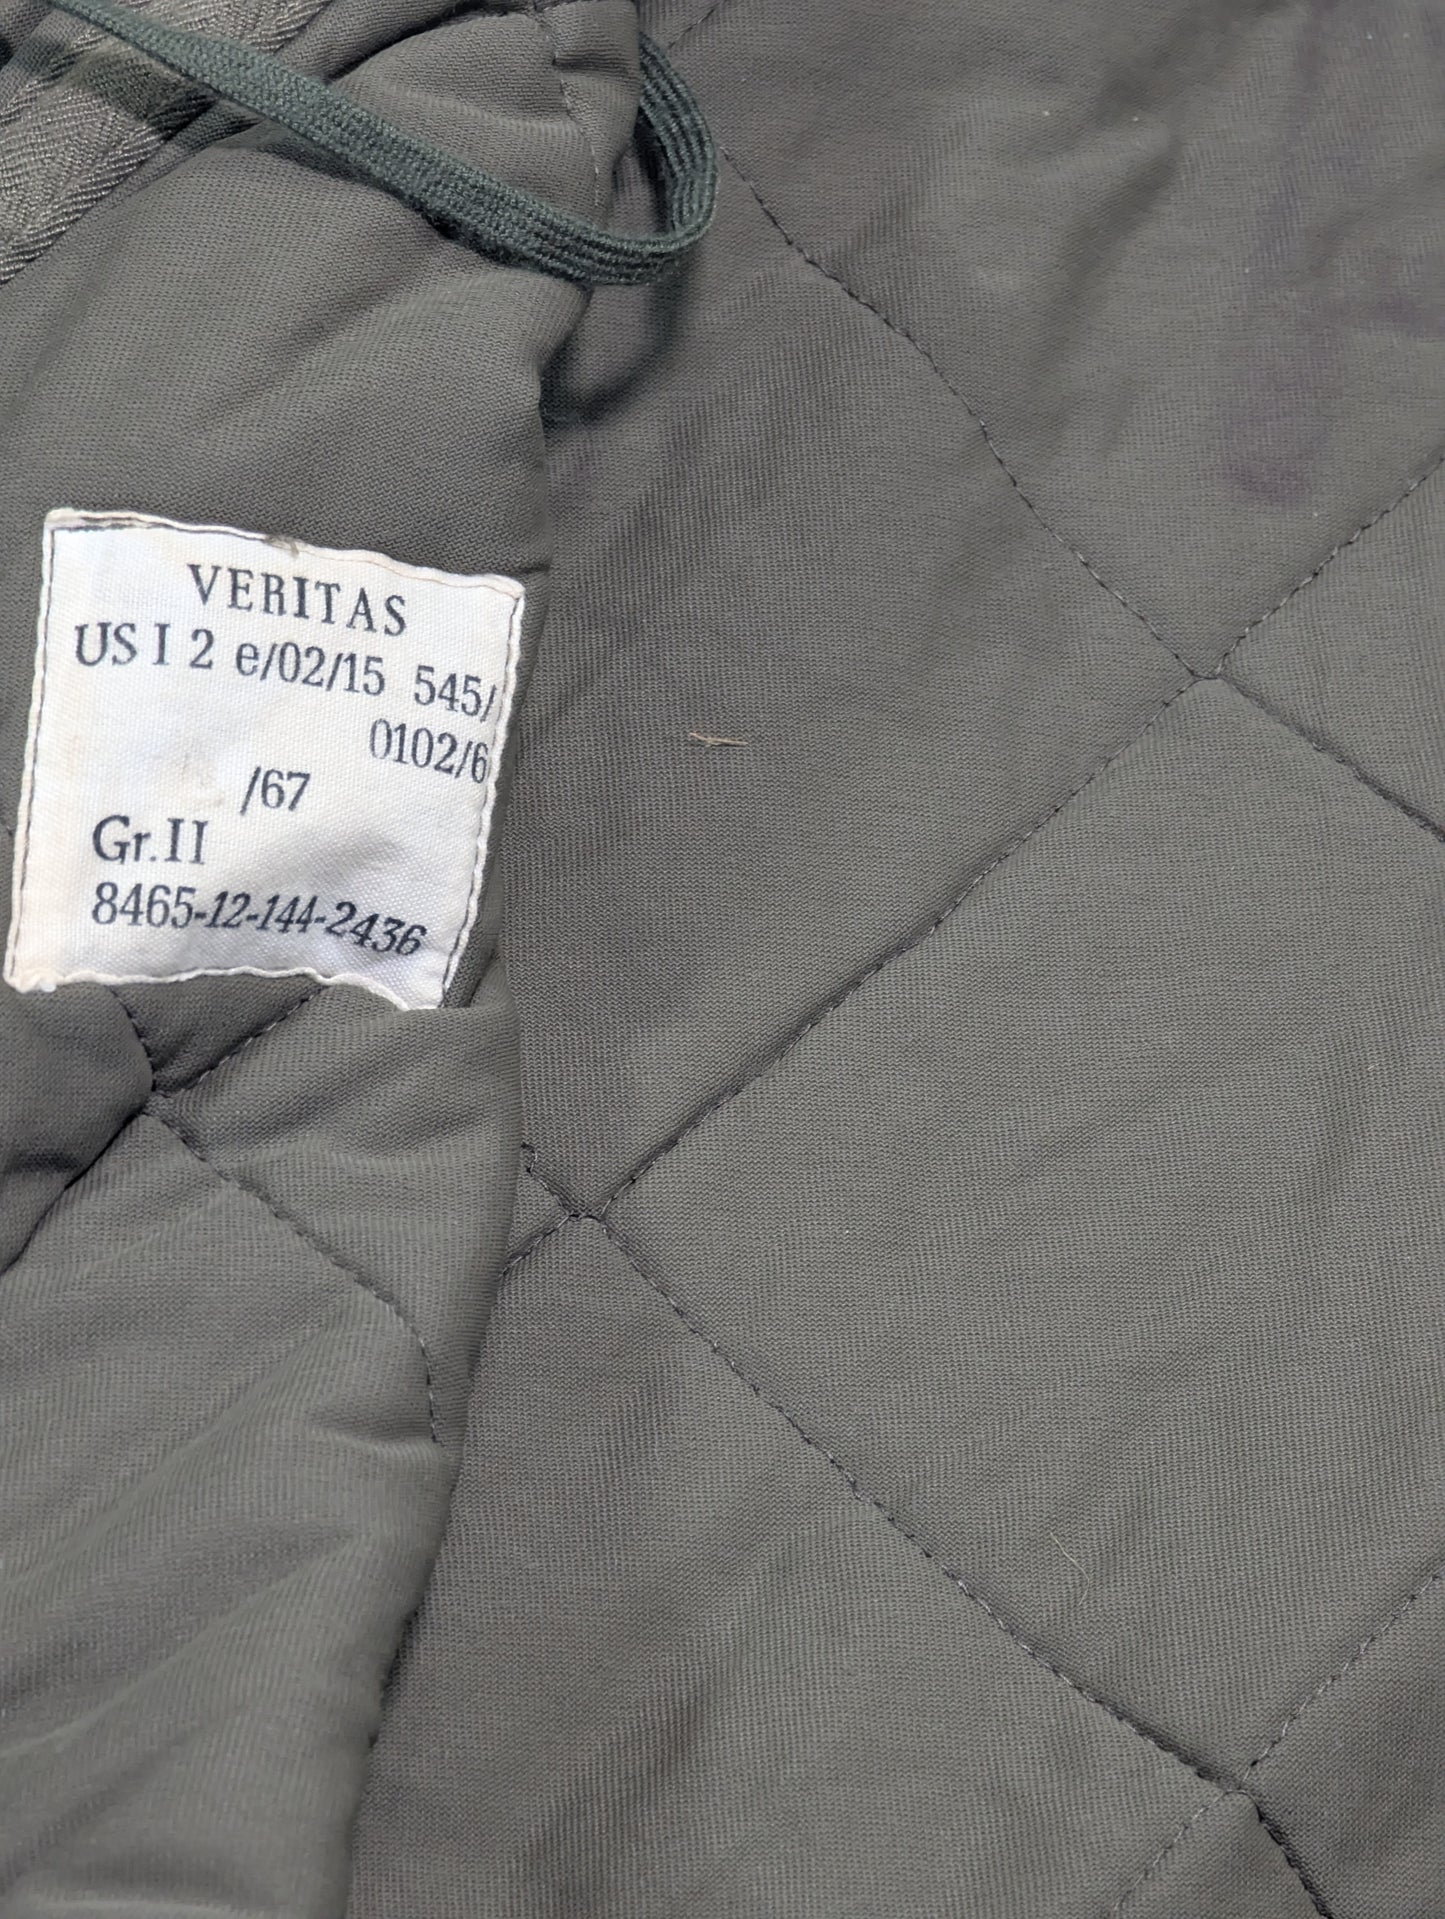 VERITAS
US I 2 e/02/15 545/
0102/6
/67
Gr. II
8465-12-144-2436